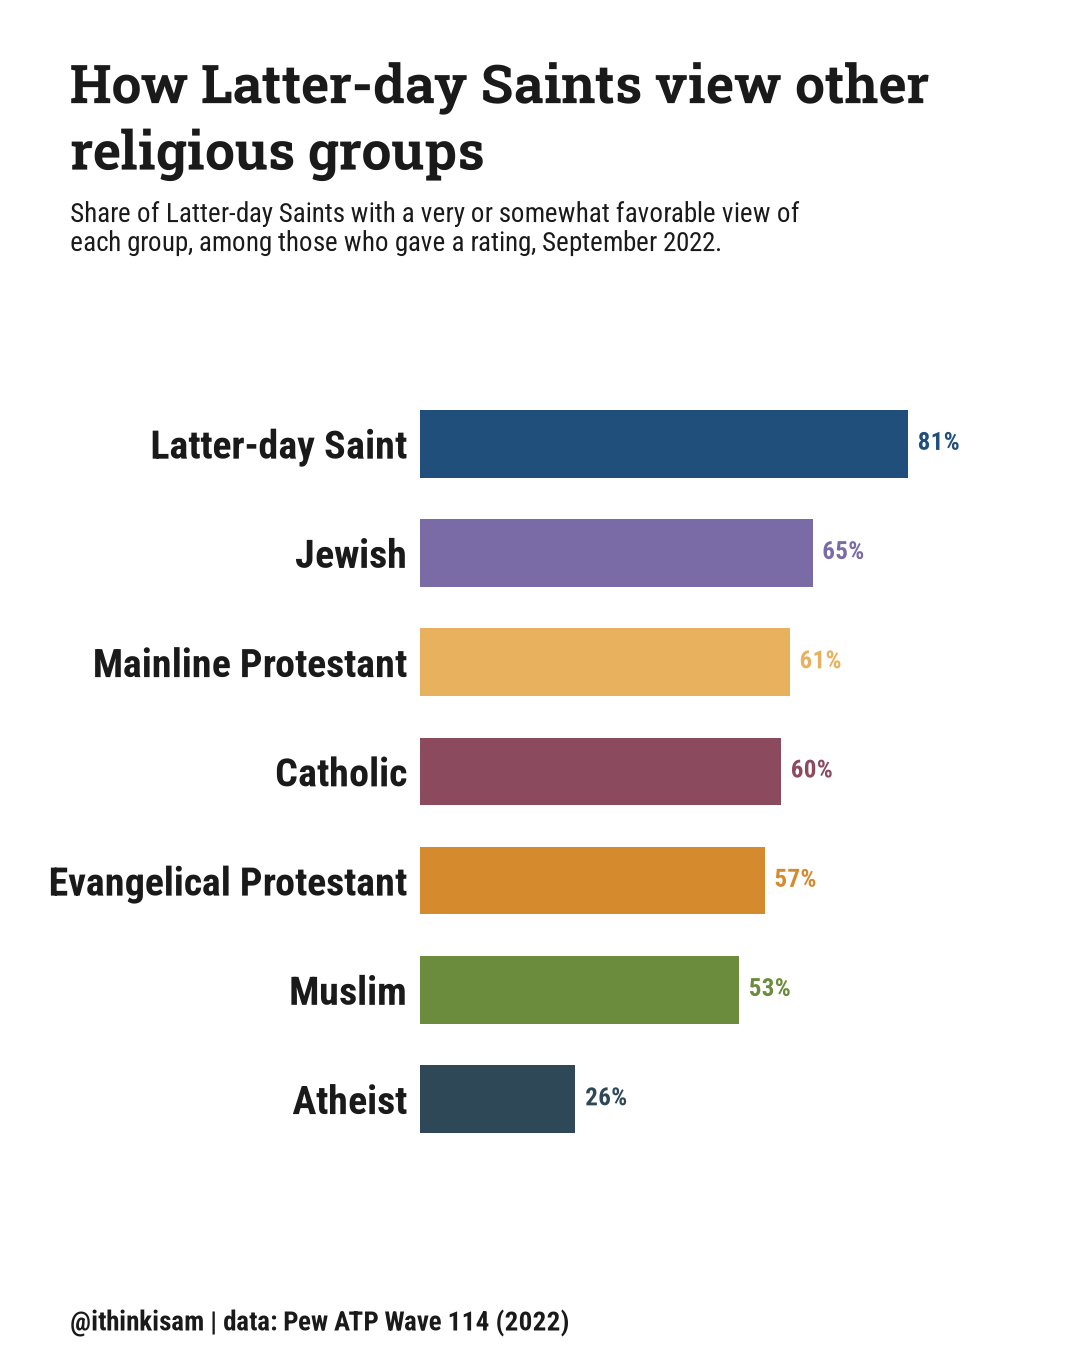 How Latter-day Saints view other
religious groups
Share of Latter-day Saints with a very or somewhat favorable view of
each group, among those who gave a rating, September 2022.
Latter-day Saint 81%
Jewish 65%
Mainline Protestant 61%
Catholic 60%
Evangelical Protestant 57%
Muslim 53%
Atheist 26%
@ithinkisam | data: Pew ATP Wave 114 (2022)